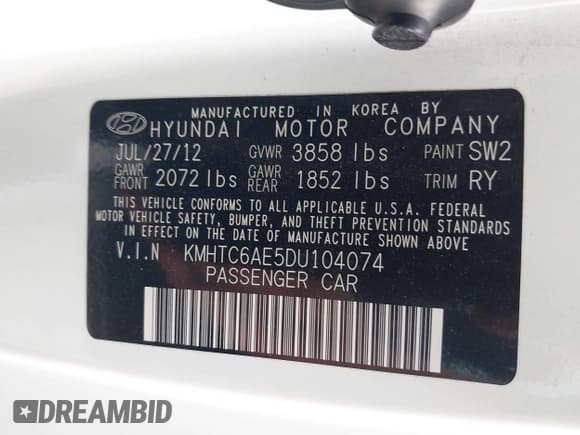 MANUFACTURED IN KOREA BY
HYUNDAI MOTOR COMPANY
JUL/27/12 GVWR 3858 lbs PAINT SW2
GAWR FRONT 2072 lbs GAWR REAR 1852 lbs TRIM RY
THIS VEHICLE CONFORMS TO ALL APPLICABLE U.S.A. FEDERAL
MOTOR VEHICLE SAFETY, BUMPER, AND THEFT PREVENTION STANDARDS
IN EFFECT ON THE DATE OF MANUFACTURE SHOWN ABOVE.
V.I.N KMHTC6AE5DU104074
PASSENGER CAR
DREAMBID